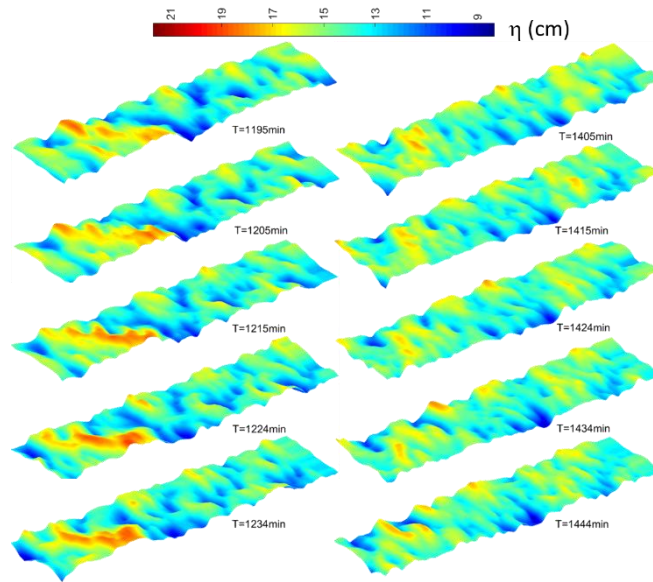 21 19 17 15 13 11 9 η (cm)
T=1195min
T=1205min
T=1215min
T=1224min
T=1234min
T=1405min
T=1415min
T=1424min
T=1434min
T=1444min